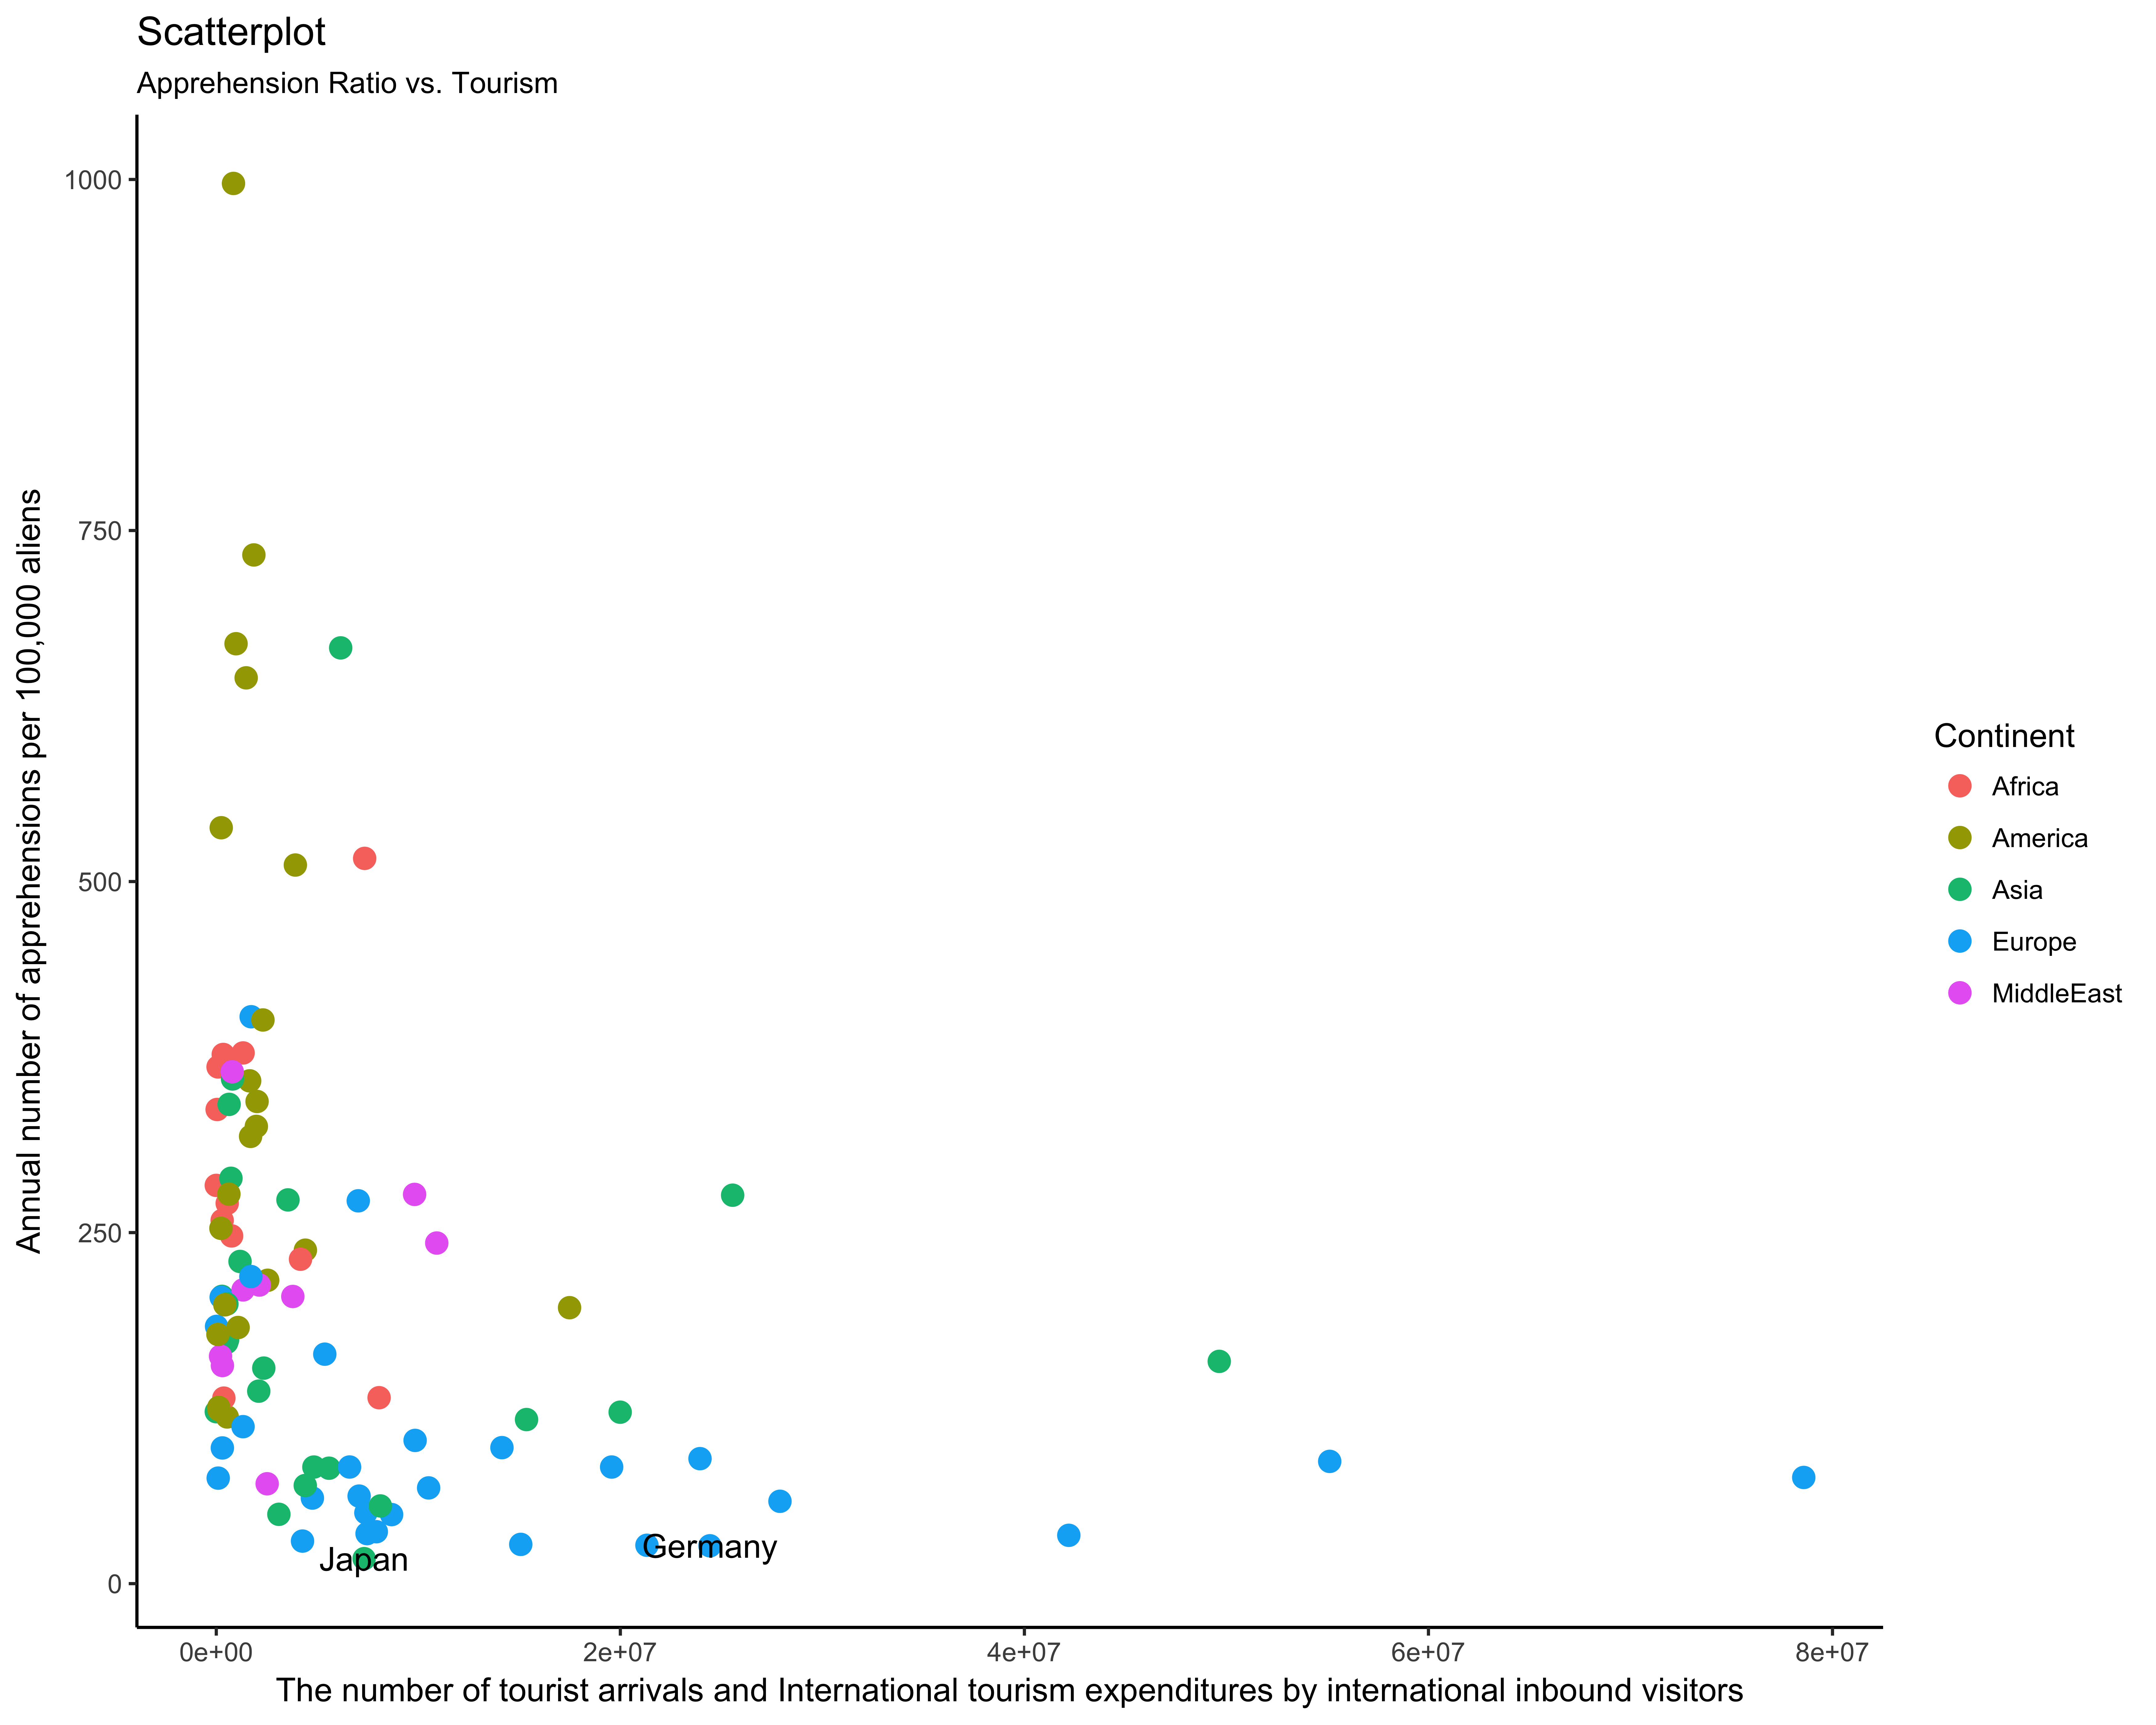 Scatterplot
Apprehension Ratio vs. Tourism
Annual number of apprehensions per 100,000 aliens
1000
750
500
250
0
Japan
Germany
0e+00
2e+07
4e+07
6e+07
8e+07
The number of tourist arrivals and International tourism expenditures by international inbound visitors
Continent
Africa
America
Asia
Europe
MiddleEast